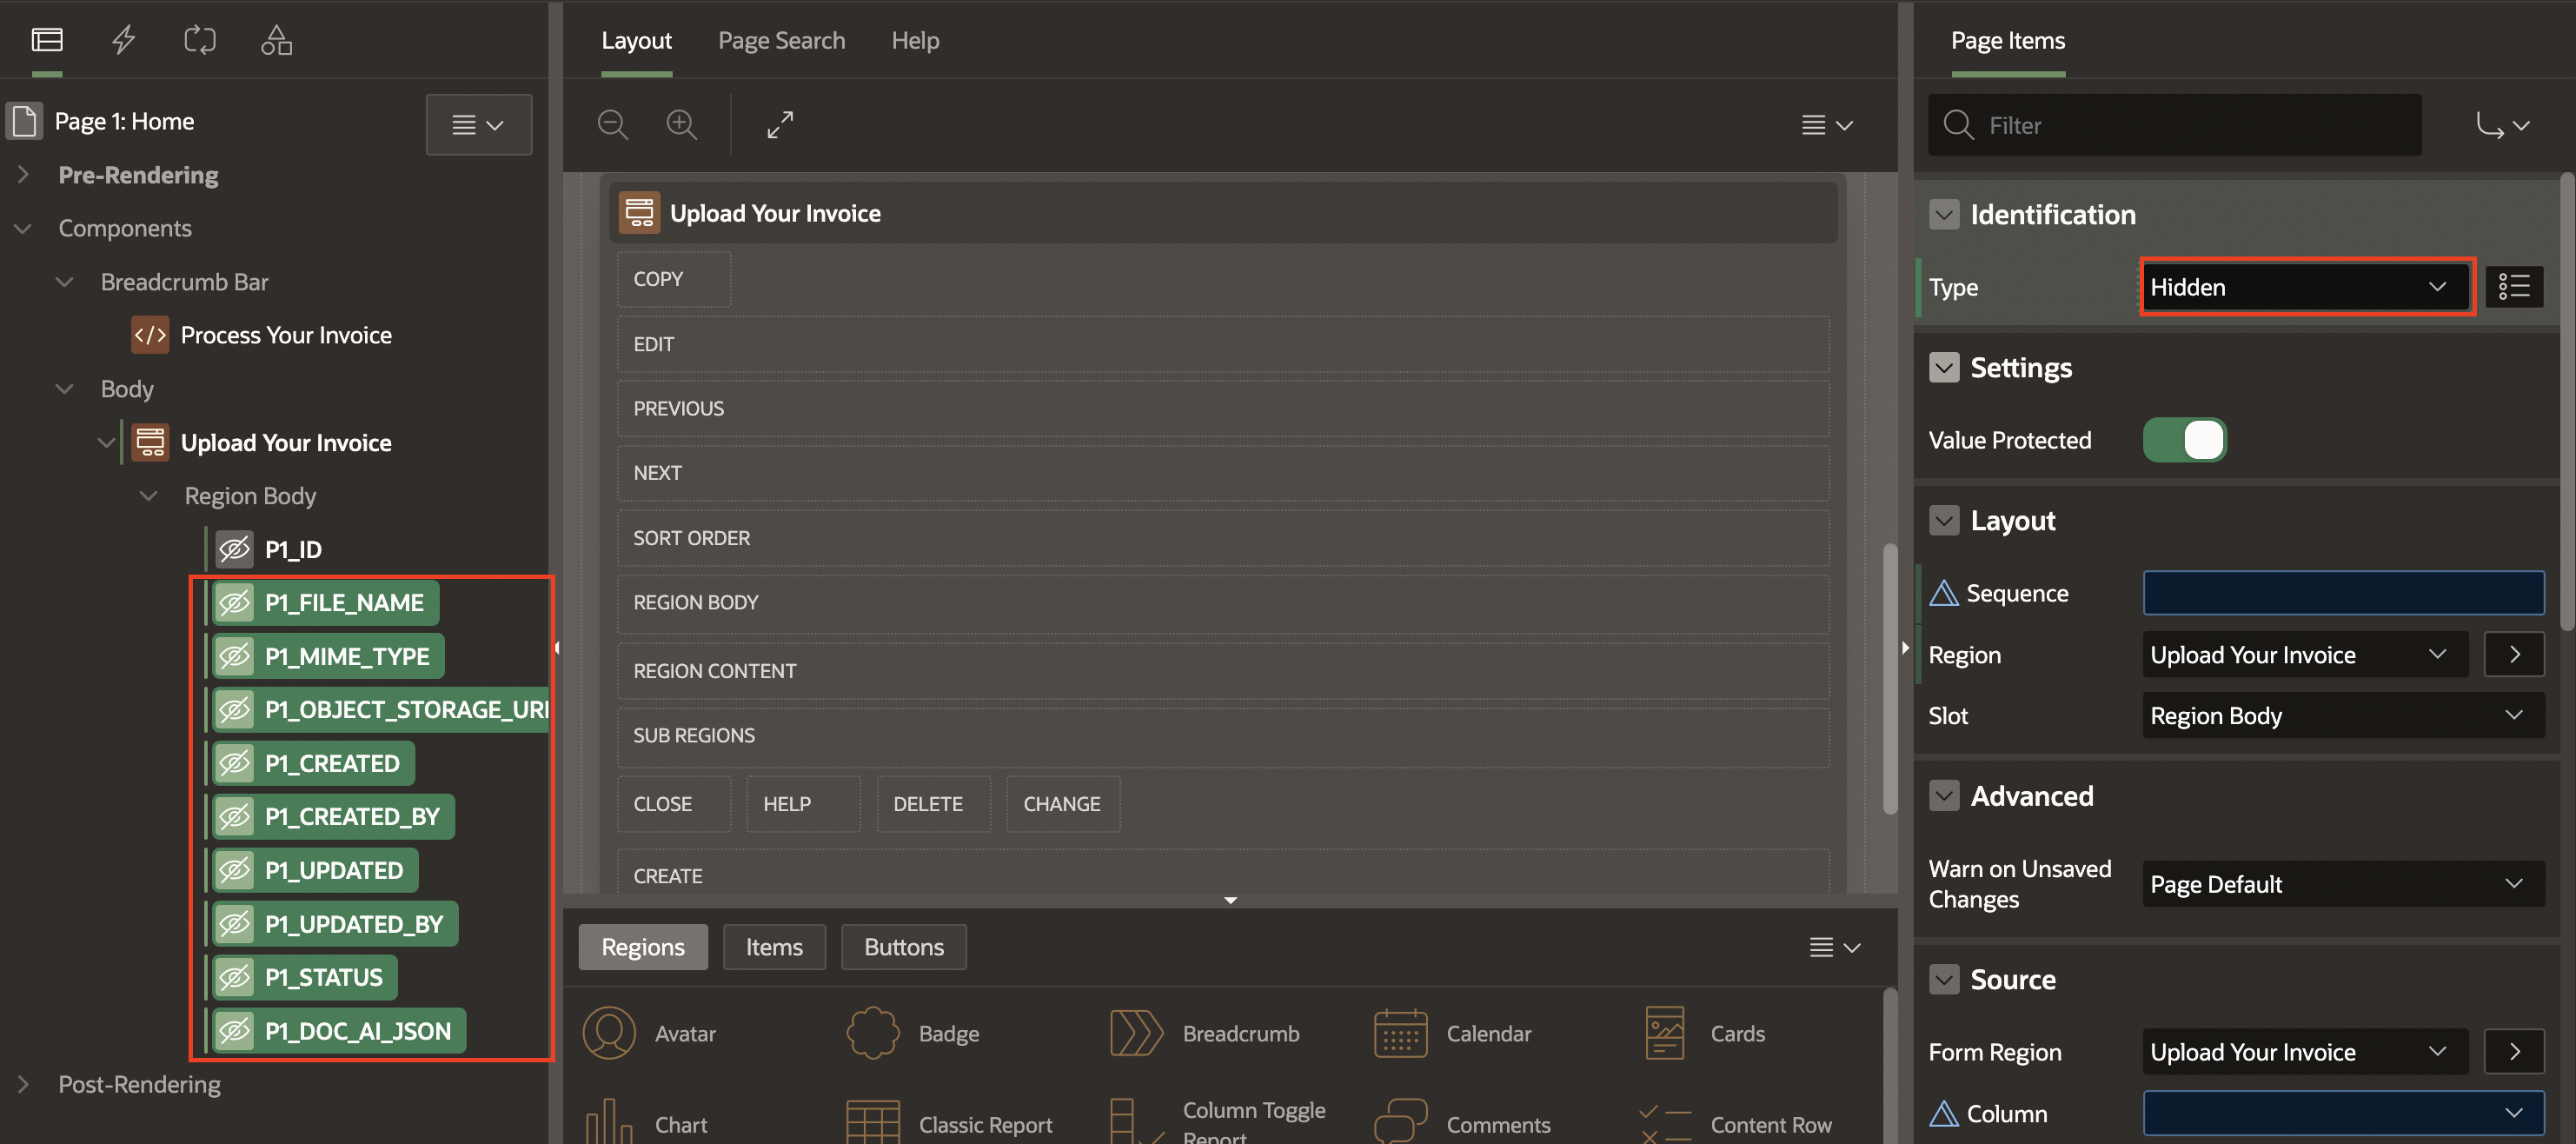 Page 1: Home
Pre-Rendering
Components
Breadcrumb Bar
Process Your Invoice
Body
Upload Your Invoice
Region Body
P1_ID
P1_FILE_NAME
P1_MIME_TYPE
P1_OBJECT_STORAGE_URL
P1_CREATED
P1_CREATED_BY
P1_UPDATED
P1_UPDATED_BY
P1_STATUS
P1_DOC_AI_JSON
Post-Rendering
Layout Page Search Help
Upload Your Invoice
COPY
EDIT
PREVIOUS
NEXT
SORT ORDER
REGION BODY
REGION CONTENT
SUB REGIONS
CLOSE HELP DELETE CHANGE
CREATE
Regions Items Buttons
Avatar Badge Breadcrumb Calendar Cards
Chart Classic Report Column Toggle Comments Content Row
Report
Page Items
Filter
Identification
Type Hidden
Settings
Value Protected
Layout
Sequence
Region Upload Your Invoice
Slot Region Body
Advanced
Warn on Unsaved
Changes Page Default
Source
Form Region Upload Your Invoice
Column